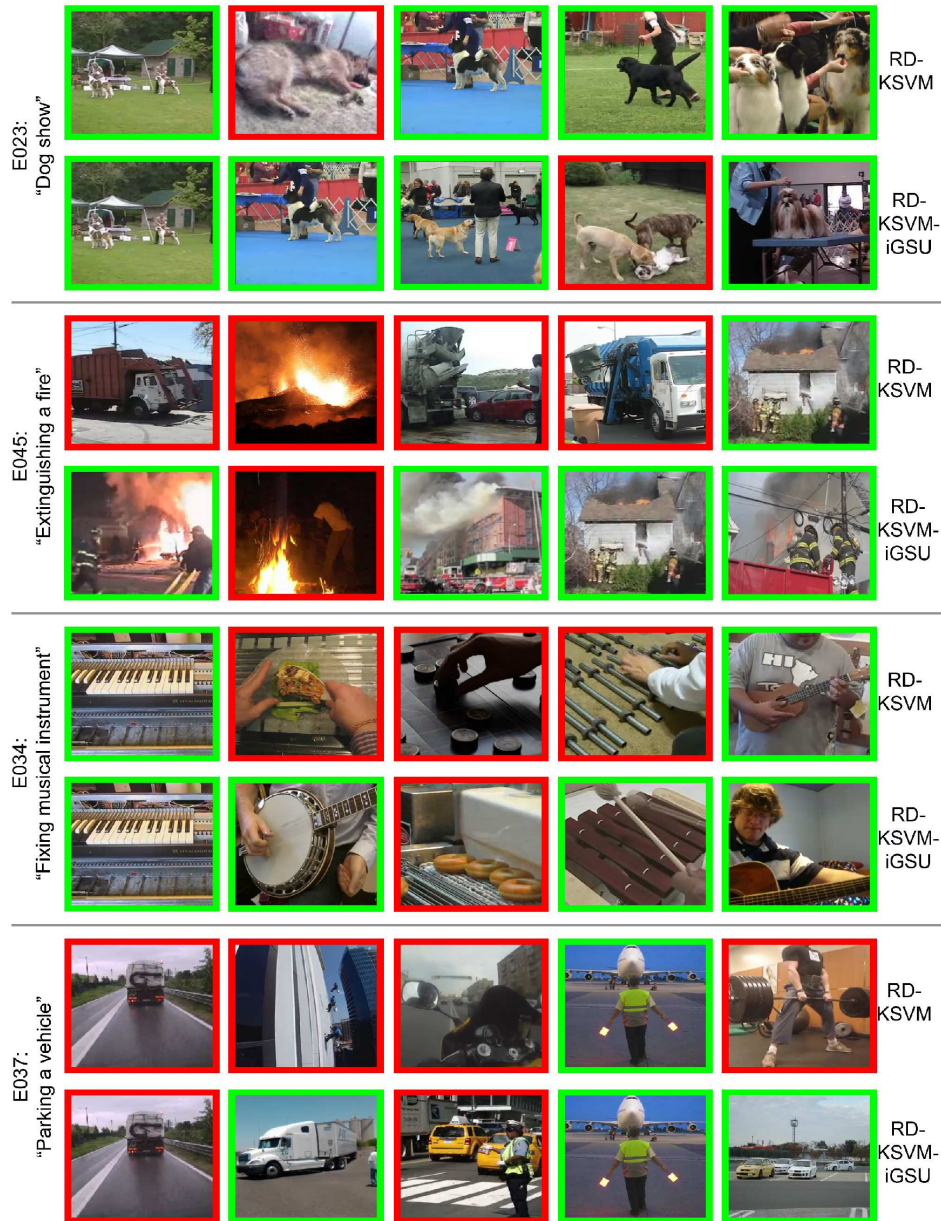 E023:
“Dog show”
RD-
KSVM
RD-
KSVM-
iGSU
E045:
“Extinguishing a fire”
RD-
KSVM
RD-
KSVM-
iGSU
E034:
“Fixing musical instrument”
HI
RD-
KSVM
RD-
KSVM-
iGSU
E037:
“Parking a vehicle”
RD-
KSVM
RD-
KSVM-
iGSU